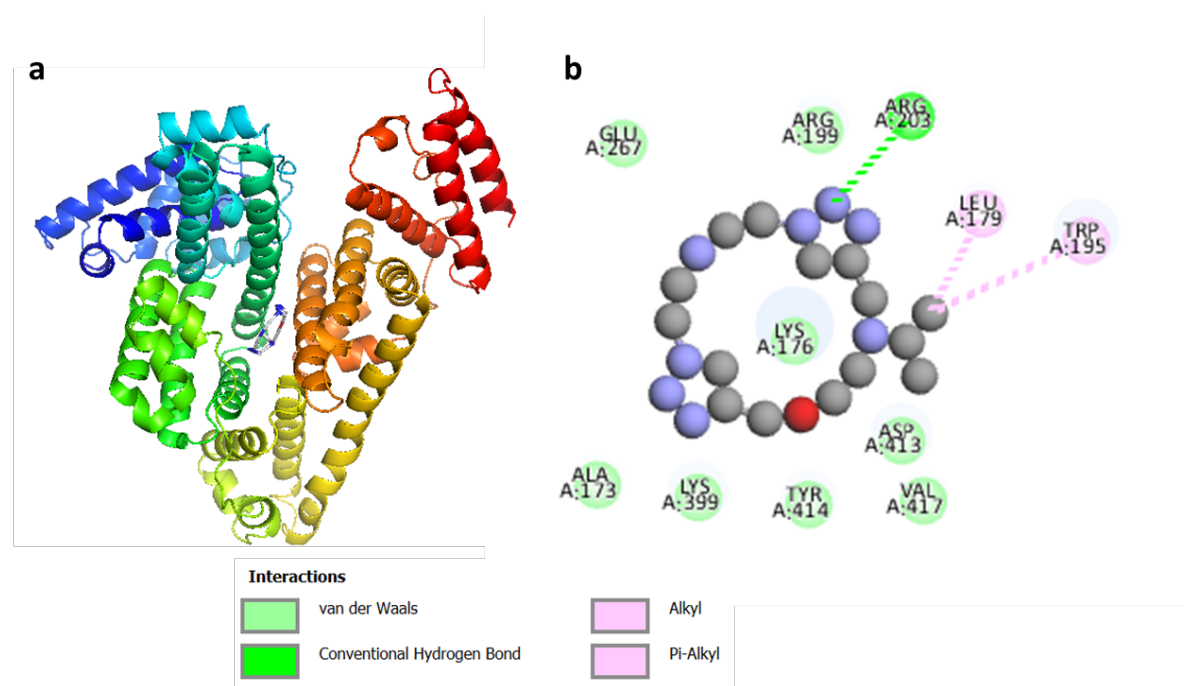 a
b
GLU
A:267
ARG
A:199
ARG
A:203
LEU
A:179
TRP
A:195
LYS
A:176
ASP
A:413
ALA
A:173
LYS
A:399
TYR
A:414
VAL
A:417
Interactions
van der Waals
Conventional Hydrogen Bond
Alkyl
Pi-Alkyl